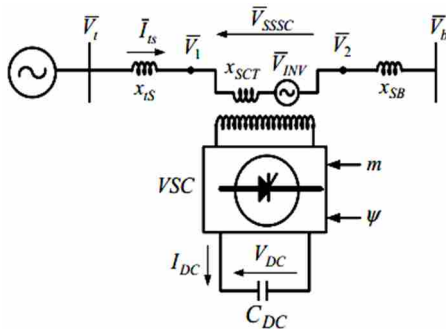 V̄t Īts V̄1 V̄SSSC V̄2 V̄b
xtS xSCT V̄INV xSB
VSC m
ψ
IDC VDC
CDC